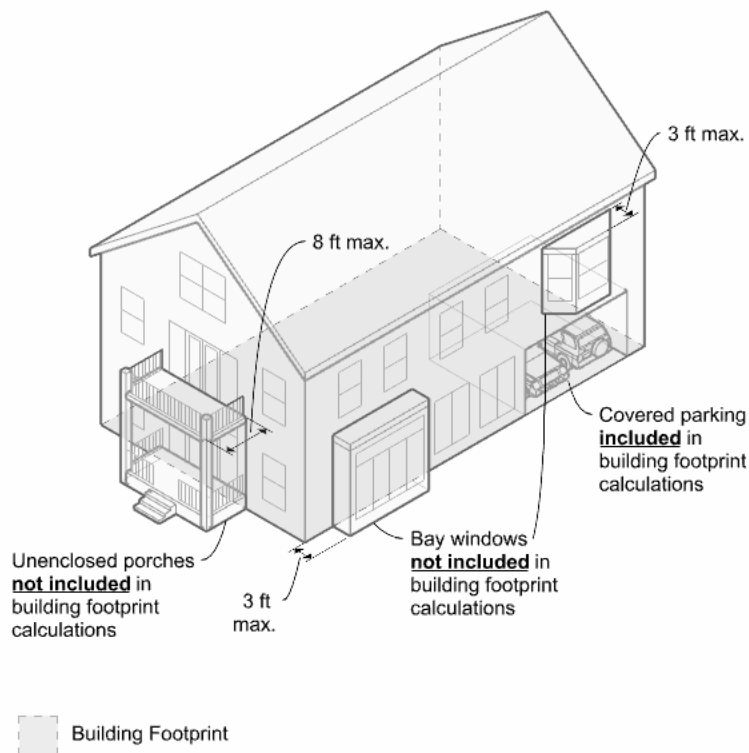 3 ft max.
8 ft max.
Covered parking
included in
building footprint
calculations
Bay windows
not included in
building footprint
calculations
Unenclosed porches
not included in
building footprint
calculations
3 ft
max.
Building Footprint